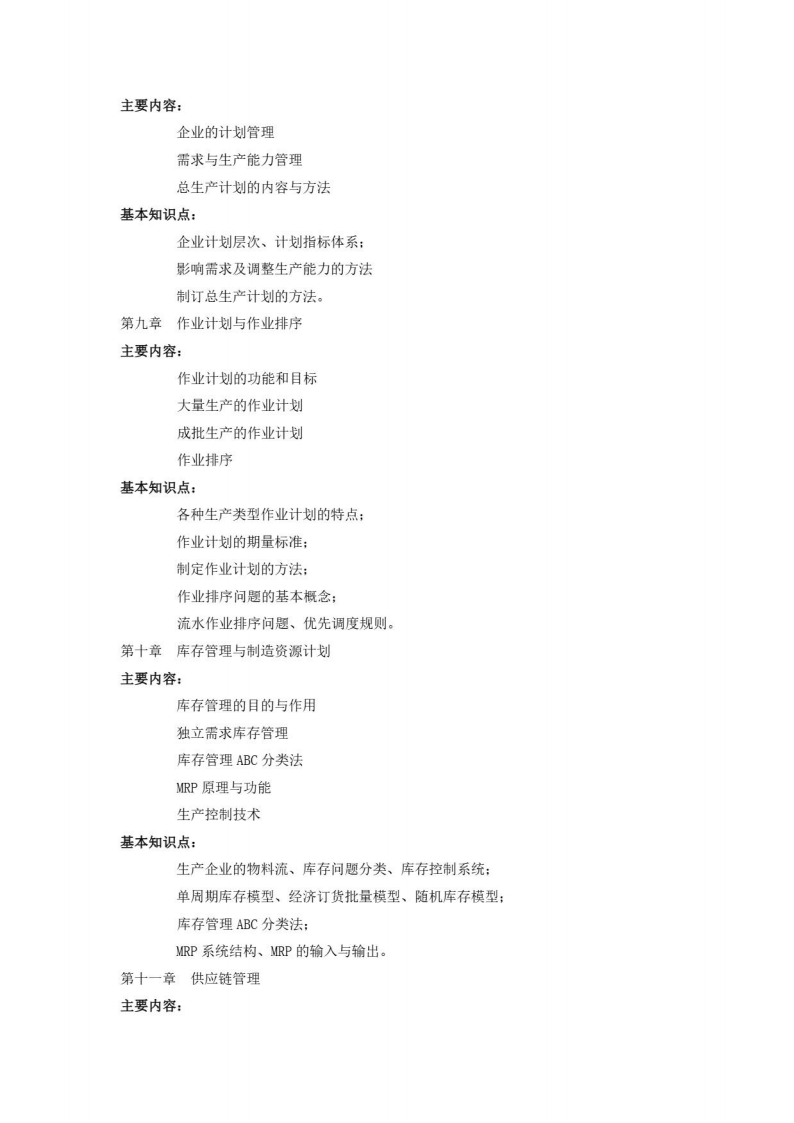 主要内容：
企业的计划管理
需求与生产能力管理
总生产计划的内容与方法
基本知识点：
企业计划层次、计划指标体系；
影响需求及调整生产能力的方法
制订总生产计划的方法。
第九章　作业计划与作业排序
主要内容：
作业计划的功能和目标
大量生产的作业计划
成批生产的作业计划
作业排序
基本知识点：
各种生产类型作业计划的特点；
作业计划的期量标准；
制定作业计划的方法；
作业排序问题的基本概念；
流水作业排序问题、优先调度规则。
第十章　库存管理与制造资源计划
主要内容：
库存管理的目的与作用
独立需求库存管理
库存管理 ABC 分类法
MRP 原理与功能
生产控制技术
基本知识点：
生产企业的物料流、库存问题分类、库存控制系统；
单周期库存模型、经济订货批量模型、随机库存模型；
库存管理 ABC 分类法；
MRP 系统结构、MRP 的输入与输出。
第十一章　供应链管理
主要内容：